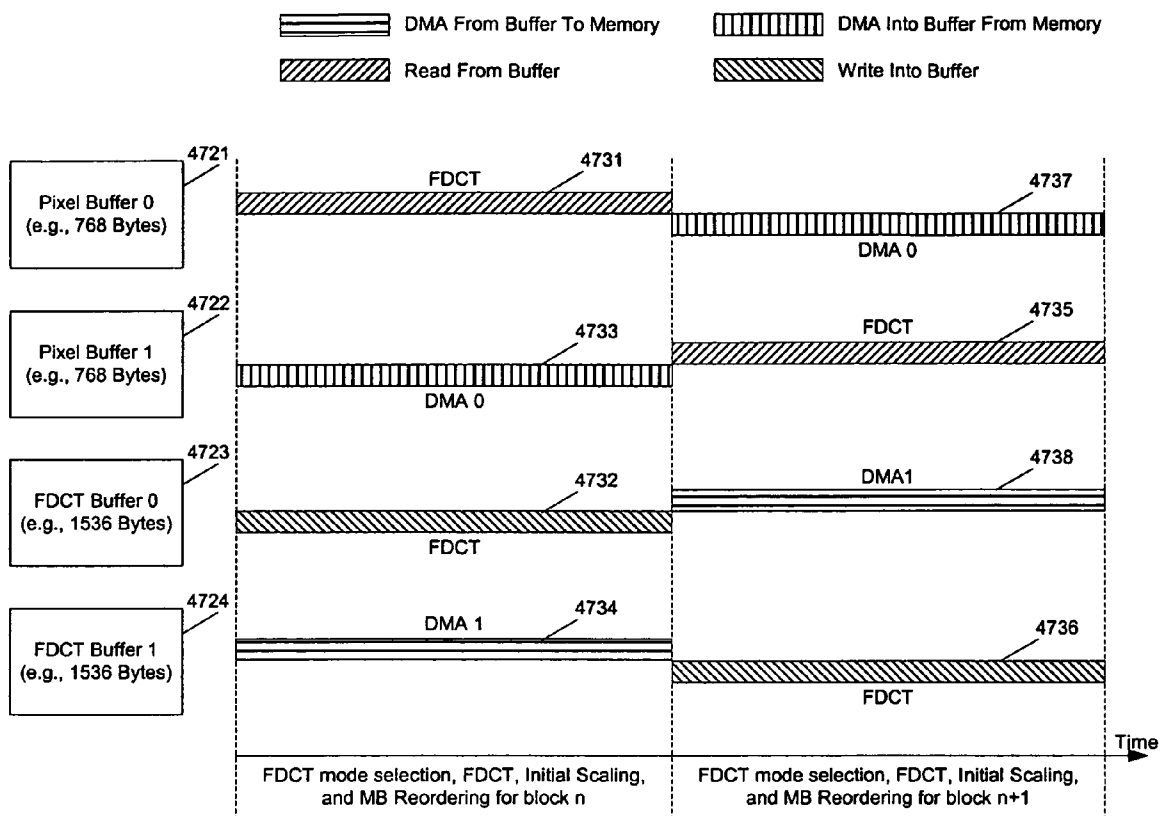 DMA From Buffer To Memory
DMA Into Buffer From Memory
Read From Buffer
Write Into Buffer
4721
Pixel Buffer 0
(e.g., 768 Bytes)
4731
FDCT
4737
DMA 0
4722
Pixel Buffer 1
(e.g., 768 Bytes)
4733
DMA 0
4735
FDCT
4723
FDCT Buffer 0
(e.g., 1536 Bytes)
4732
FDCT
4738
DMA1
4724
FDCT Buffer 1
(e.g., 1536 Bytes)
4734
DMA 1
4736
FDCT
Time
FDCT mode selection, FDCT, Initial Scaling,
and MB Reordering for block n
FDCT mode selection, FDCT, Initial Scaling,
and MB Reordering for block n+1